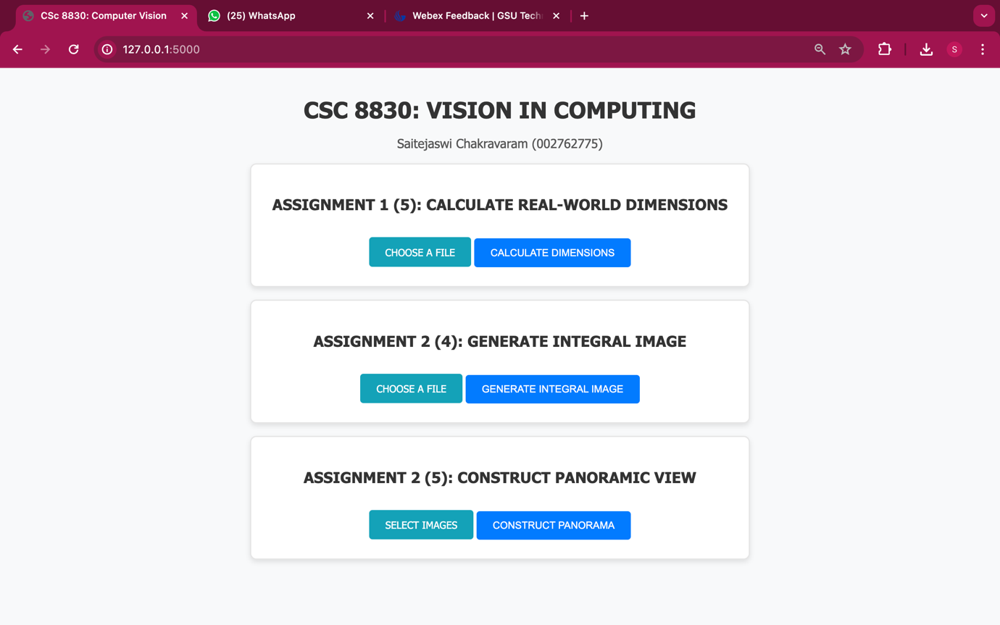 CSc 8830: Computer Vision
(25) WhatsApp
Webex Feedback | GSU Tech
127.0.0.1:5000
S
CSC 8830: VISION IN COMPUTING
Saitejaswi Chakravaram (002762775)
ASSIGNMENT 1 (5): CALCULATE REAL-WORLD DIMENSIONS
CHOOSE A FILE CALCULATE DIMENSIONS
ASSIGNMENT 2 (4): GENERATE INTEGRAL IMAGE
CHOOSE A FILE GENERATE INTEGRAL IMAGE
ASSIGNMENT 2 (5): CONSTRUCT PANORAMIC VIEW
SELECT IMAGES CONSTRUCT PANORAMA